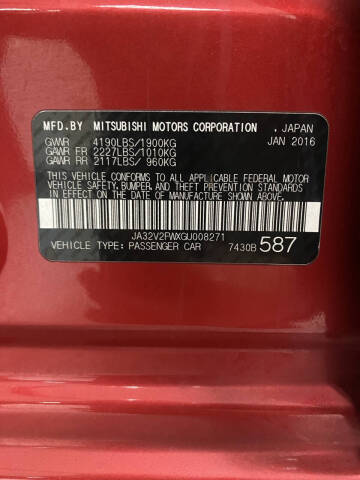 MFD.BY MITSUBISHI MOTORS CORPORATION , JAPAN
GVWR 4190LBS/1900KG JAN 2016
GAWR FR 2227LBS/1010KG
GAWR RR 2117LBS/ 960KG
THIS VEHICLE CONFORMS TO ALL APPLICABLE FEDERAL MOTOR
VEHICLE SAFETY, BUMPER, AND THEFT PREVENTION STANDARDS
IN EFFECT ON THE DATE OF MANUFACTURE SHOWN ABOVE.
JA32V2FWXGU008271
VEHICLE TYPE: PASSENGER CAR 7430B 587